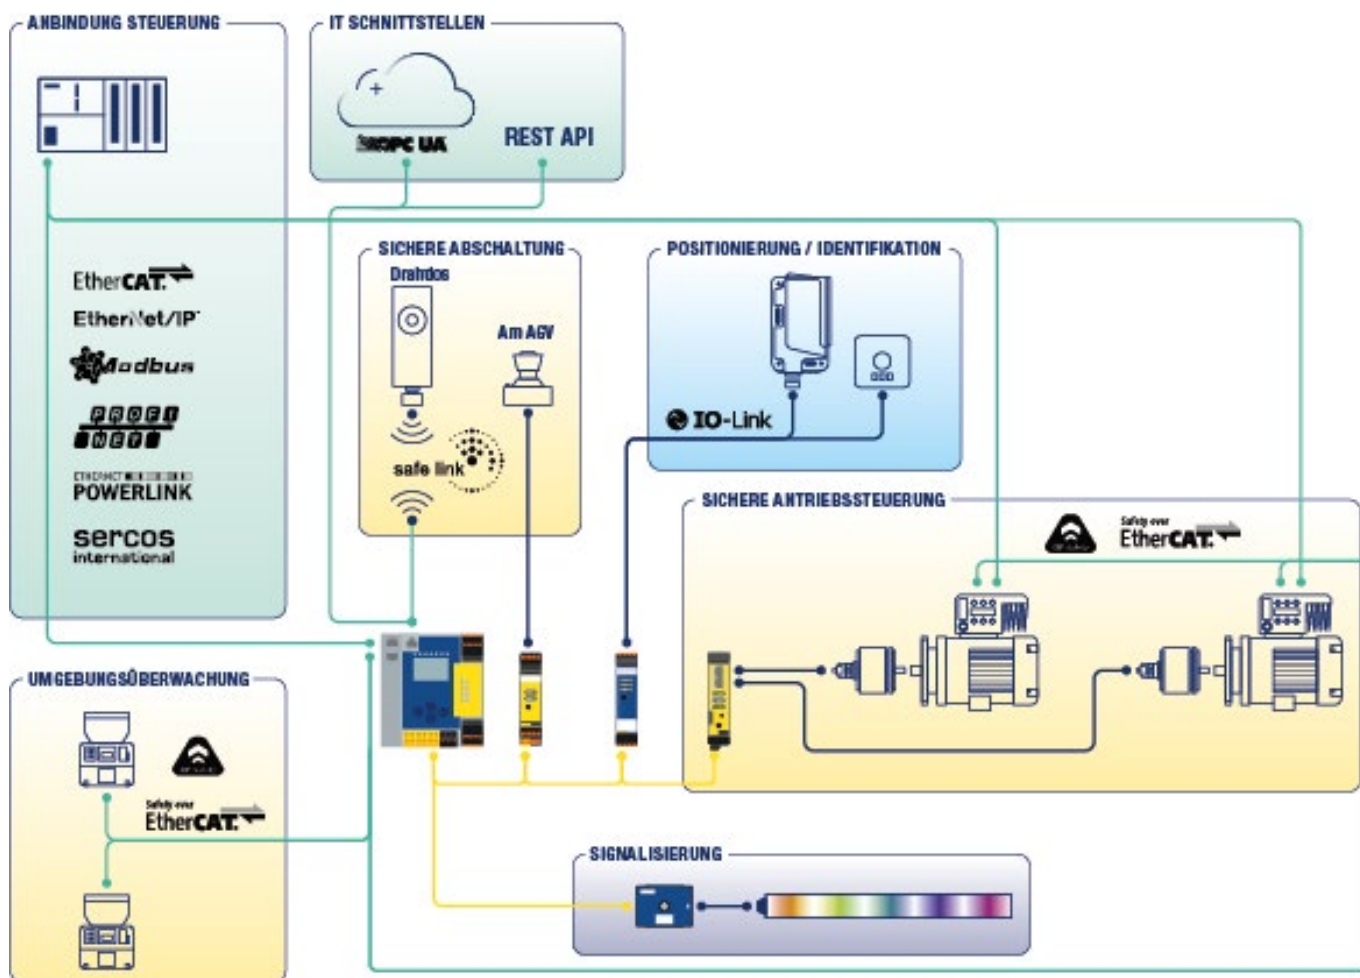 ANBINDUNG STEUERUNG
IT SCHNITTSTELLEN
OPC UA
REST API
EtherCAT.
EtherNet/IP
Modbus
PROFI
NET
ETHERNET
POWERLINK
sercos
international
SICHERE ABSCHALTUNG
Drahtlos
Am AGV
safe link
POSITIONIERUNG / IDENTIFIKATION
IO-Link
SICHERE ANTRIEBSSTEUERUNG
Safety over
EtherCAT.
UMGEBUNGSÜBERWACHUNG
Safety over
EtherCAT.
SIGNALISIERUNG